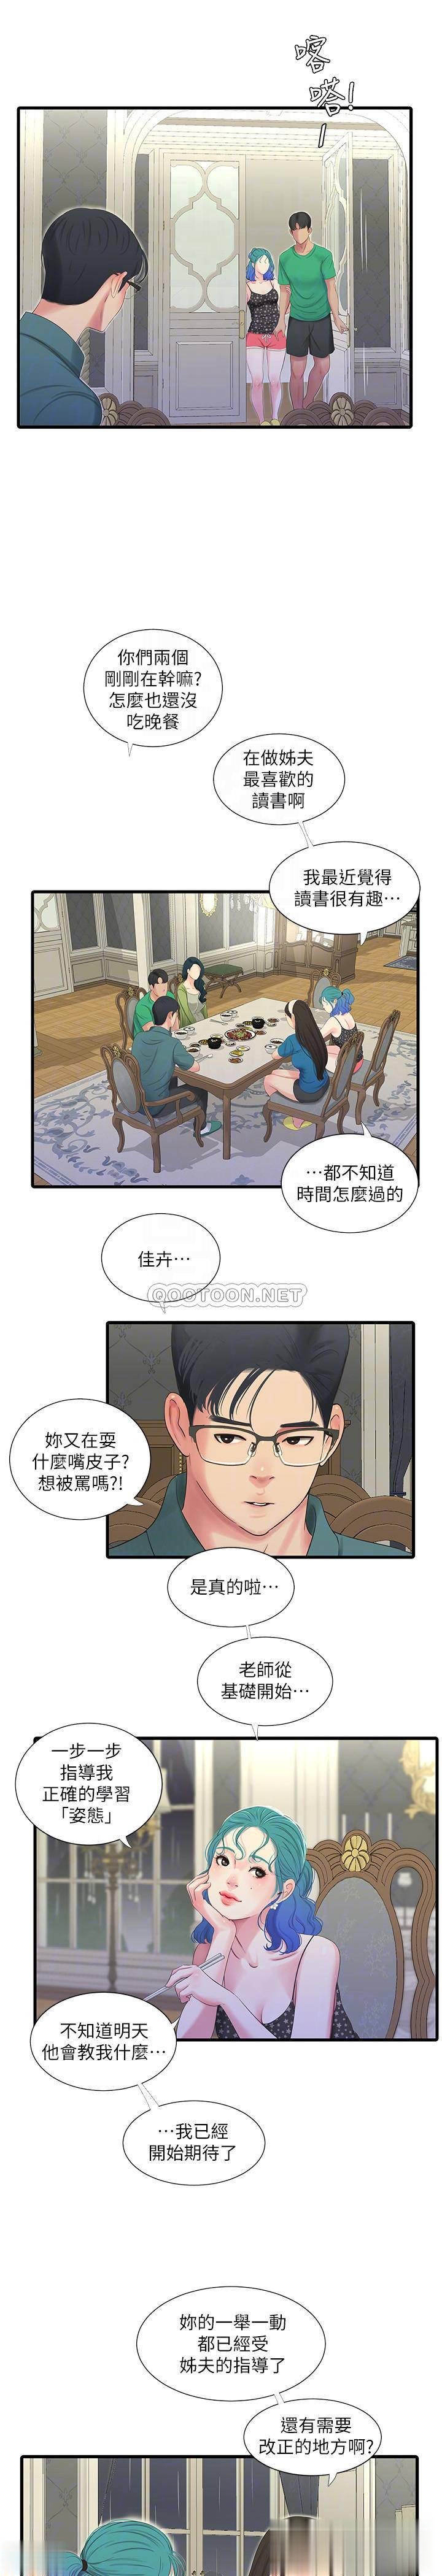 喀
嗒!
你們兩個
剛剛在幹嘛?
怎麼也還沒
吃晚餐
在做姊夫
最喜歡的
讀書啊
我最近覺得
讀書很有趣…
…都不知道
時間怎麼過的
佳卉…
QOOTOON.NET
妳又在耍
什麼嘴皮子?
想被罵嗎?!
是真的啦…
老師從
基礎開始…
一步一步
指導我
正確的學習
「姿態」
不知道明天
他會教我什麼…
…我已經
開始期待了
妳的一舉一動
都已經受
姊夫的指導了
還有需要
改正的地方啊?